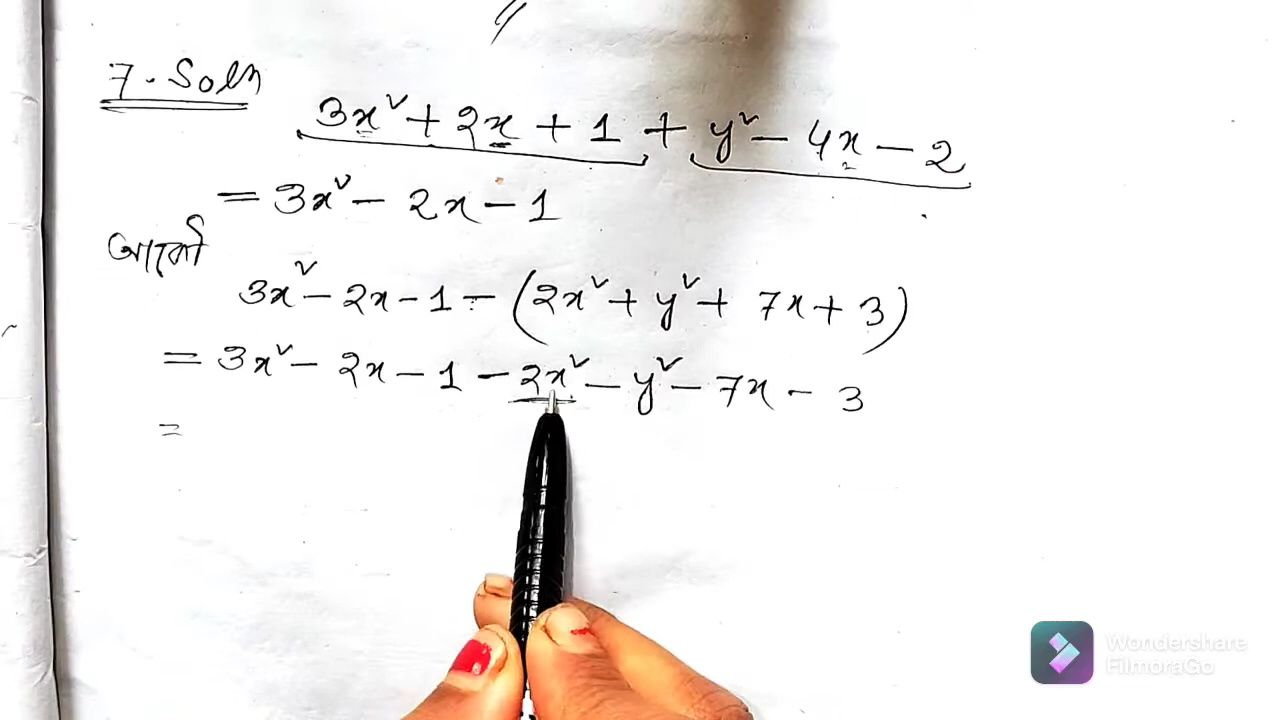 7. Soln
3x² + 2x + 1 + y² - 4x - 2
= 3x² - 2x - 1
আকৌ
3x² - 2x - 1 - (2x² + y² + 7x + 3)
= 3x² - 2x - 1 - 2x² - y² - 7x - 3
=
Wondershare
FilmoraGo